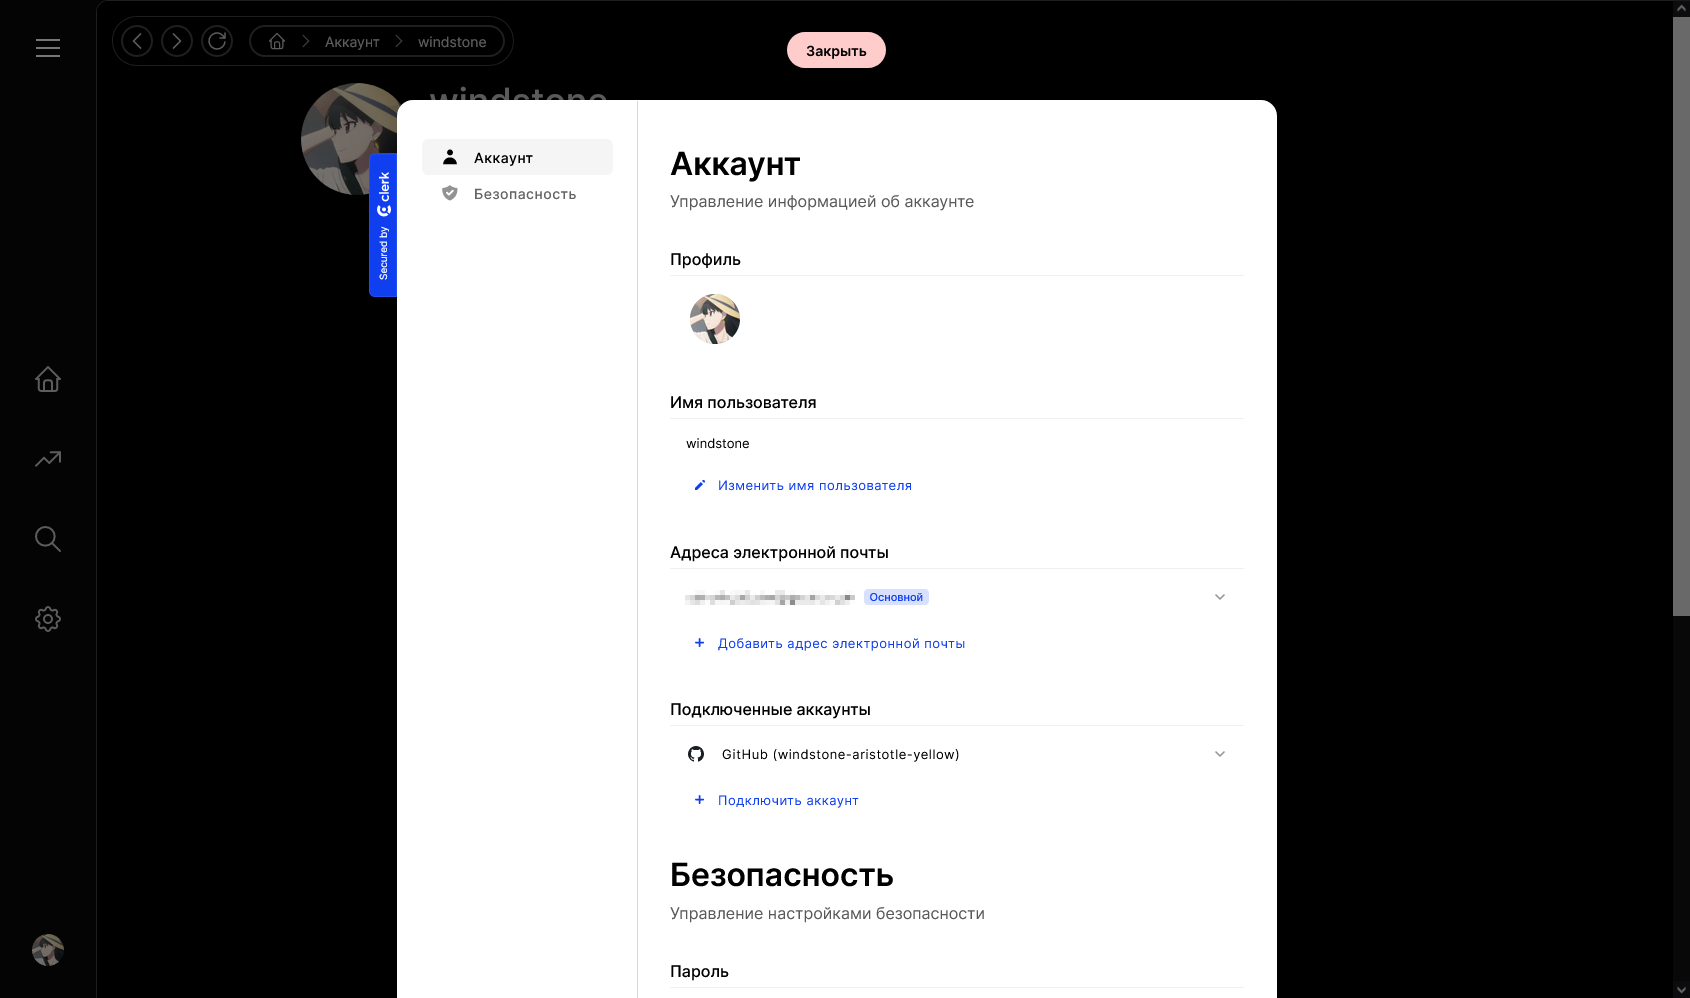 Аккаунт
windstone
Закрыть
windstone
Secured by clerk
Аккаунт
Безопасность
Аккаунт
Управление информацией об аккаунте
Профиль
Имя пользователя
windstone
Изменить имя пользователя
Адреса электронной почты
Основной
Добавить адрес электронной почты
Подключенные аккаунты
GitHub (windstone-aristotle-yellow)
Подключить аккаунт
Безопасность
Управление настройками безопасности
Пароль